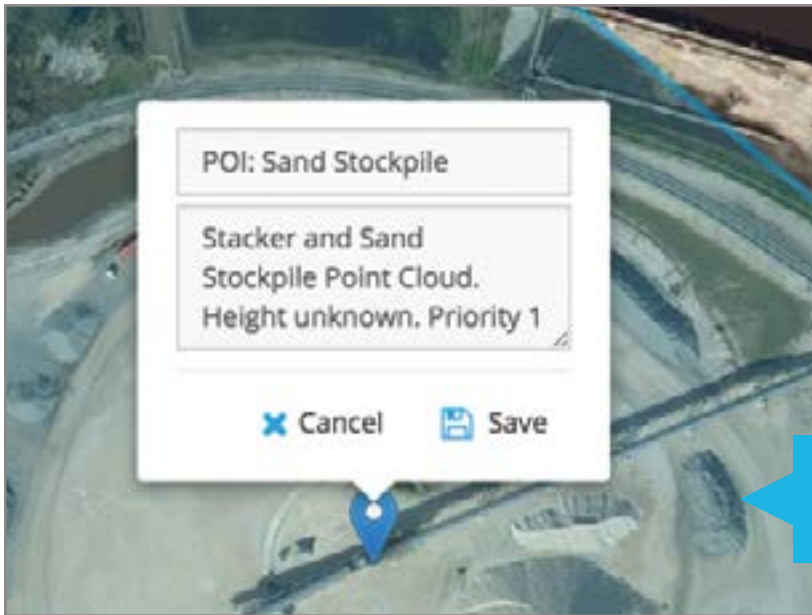 POI: Sand Stockpile
Stacker and Sand
Stockpile Point Cloud.
Height unknown. Priority 1
Cancel
Save